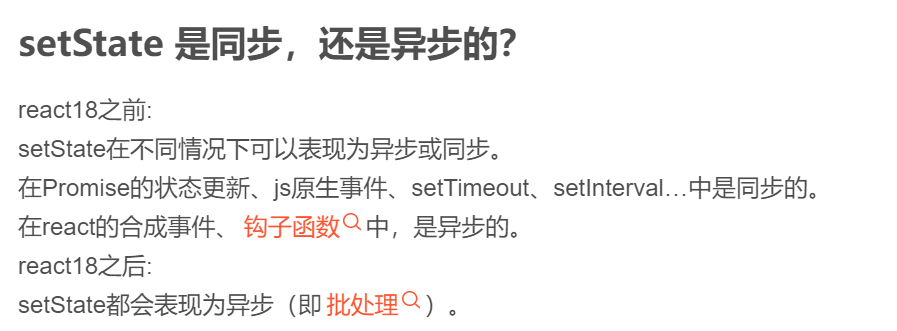 setState 是同步，还是异步的？
react18之前:
setState在不同情况下可以表现为异步或同步。
在Promise的状态更新、js原生事件、setTimeout、setInterval…中是同步的。
在react的合成事件、 钩子函数 中，是异步的。
react18之后:
setState都会表现为异步（即 批处理 ）。